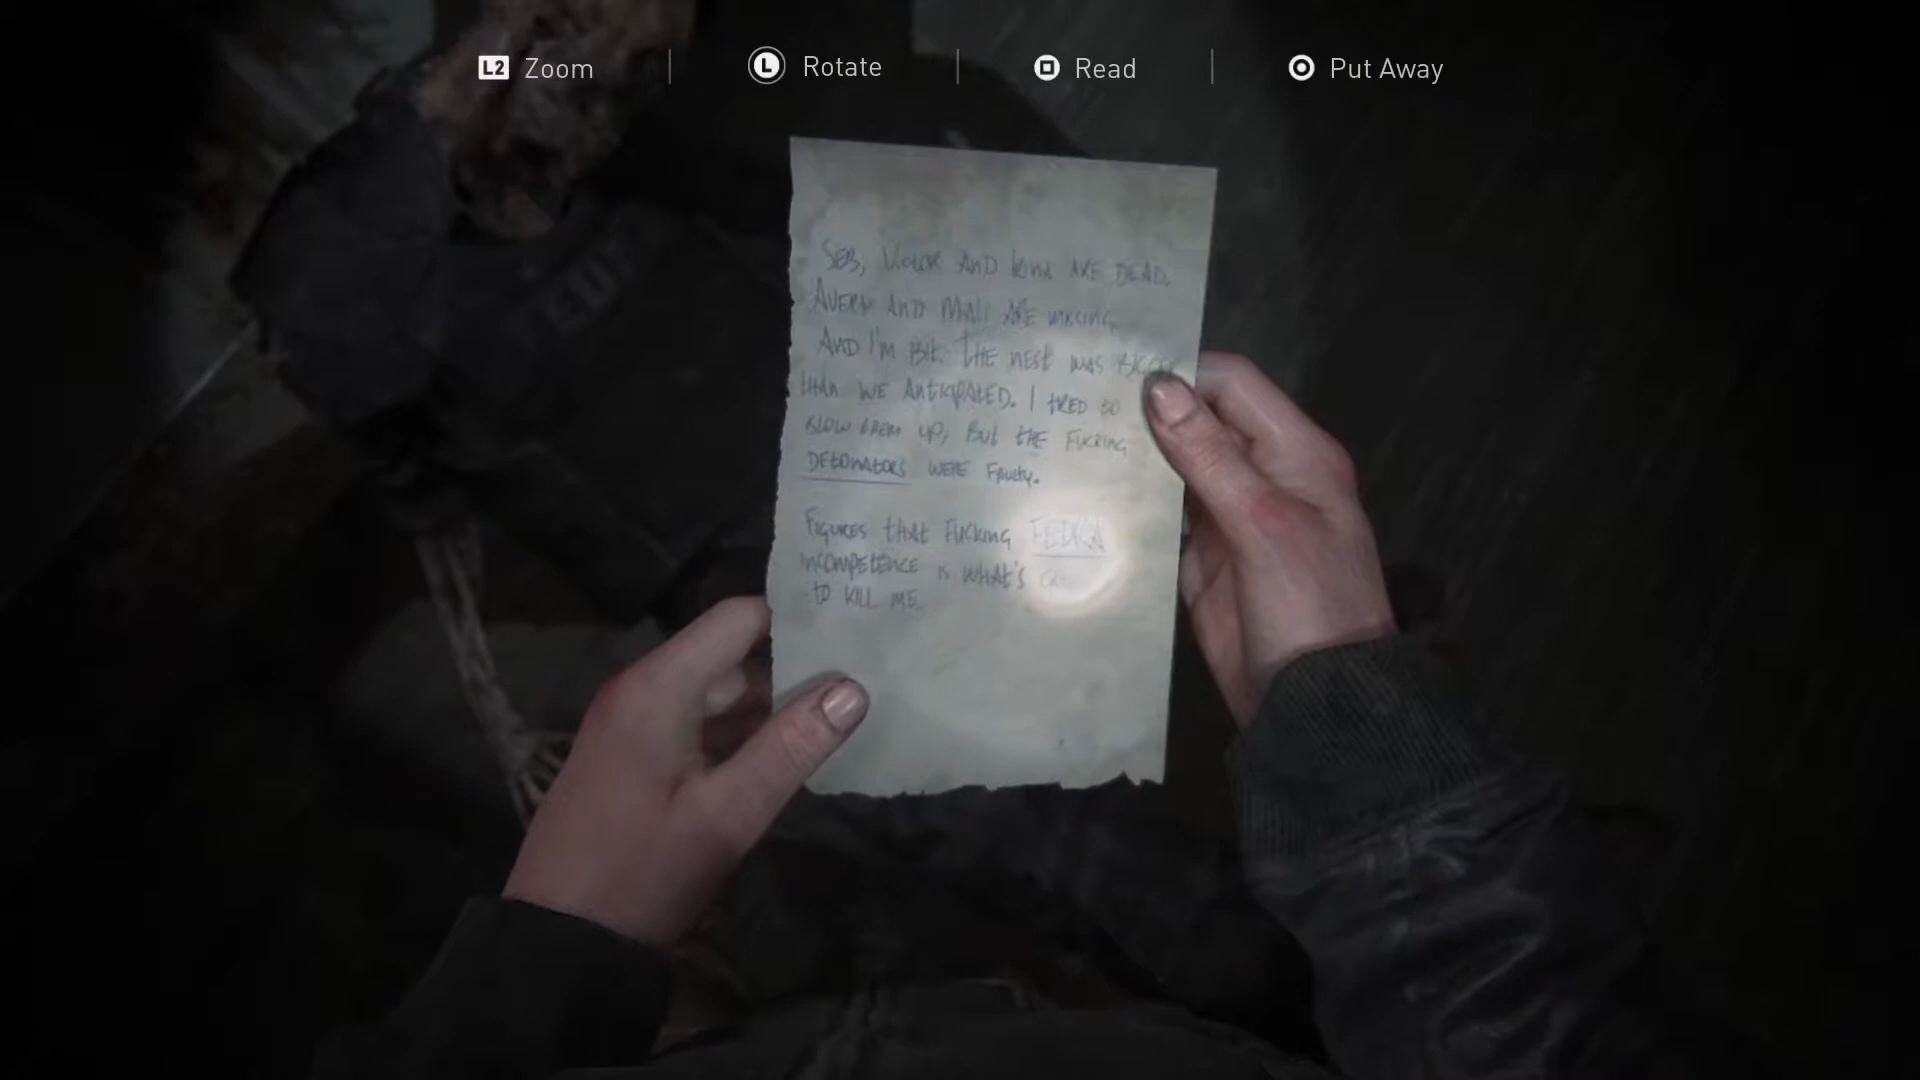 L2 Zoom
L Rotate
Read
Put Away
SEB, VICTOR AND IONA ARE DEAD.
AVERY AND MALI ARE MISSING.
AND I'M BIT. THE NEST WAS BIGGER
THAN WE ANTICIPATED. I TRIED TO
BLOW THEM UP, BUT THE FUCKING
DETONATORS WERE FAULTY.
FIGURES THAT FUCKING FEDRA
INCOMPETENCE IS WHAT'S
TO KILL ME.